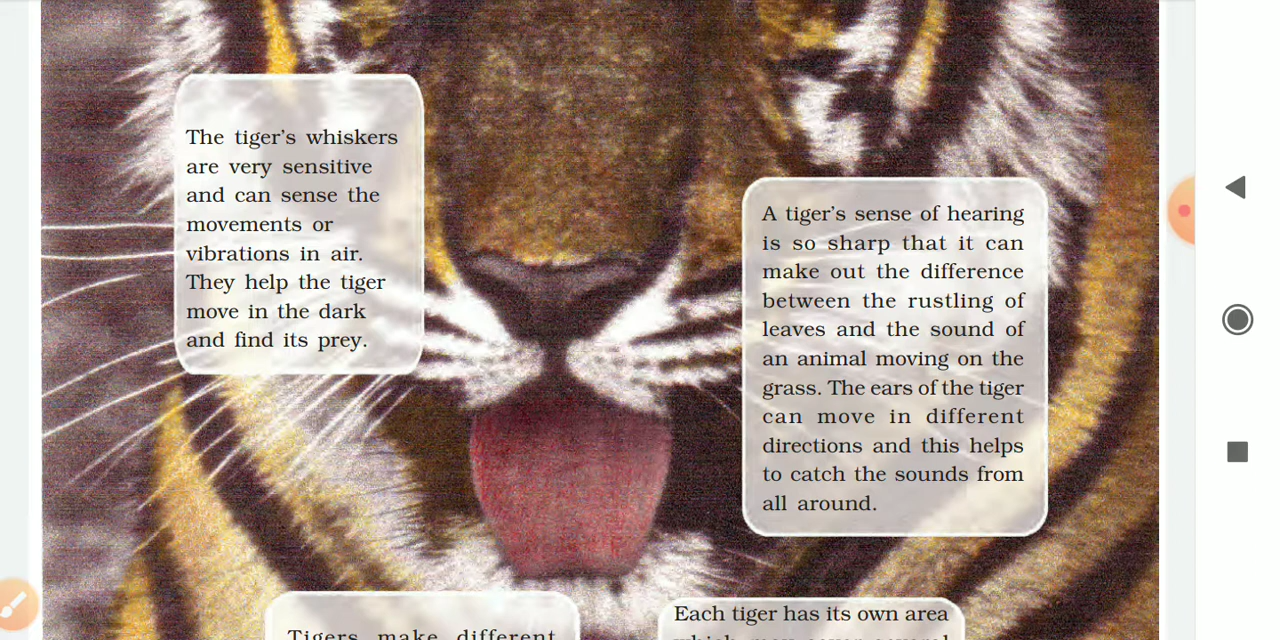 The tiger's whiskers
are very sensitive
and can sense the
movements or
vibrations in air.
They help the tiger
move in the dark
and find its prey.
A tiger's sense of hearing
is so sharp that it can
make out the difference
between the rustling of
leaves and the sound of
an animal moving on the
grass. The ears of the tiger
can move in different
directions and this helps
to catch the sounds from
all around.
Tigers make different
Each tiger has its own area